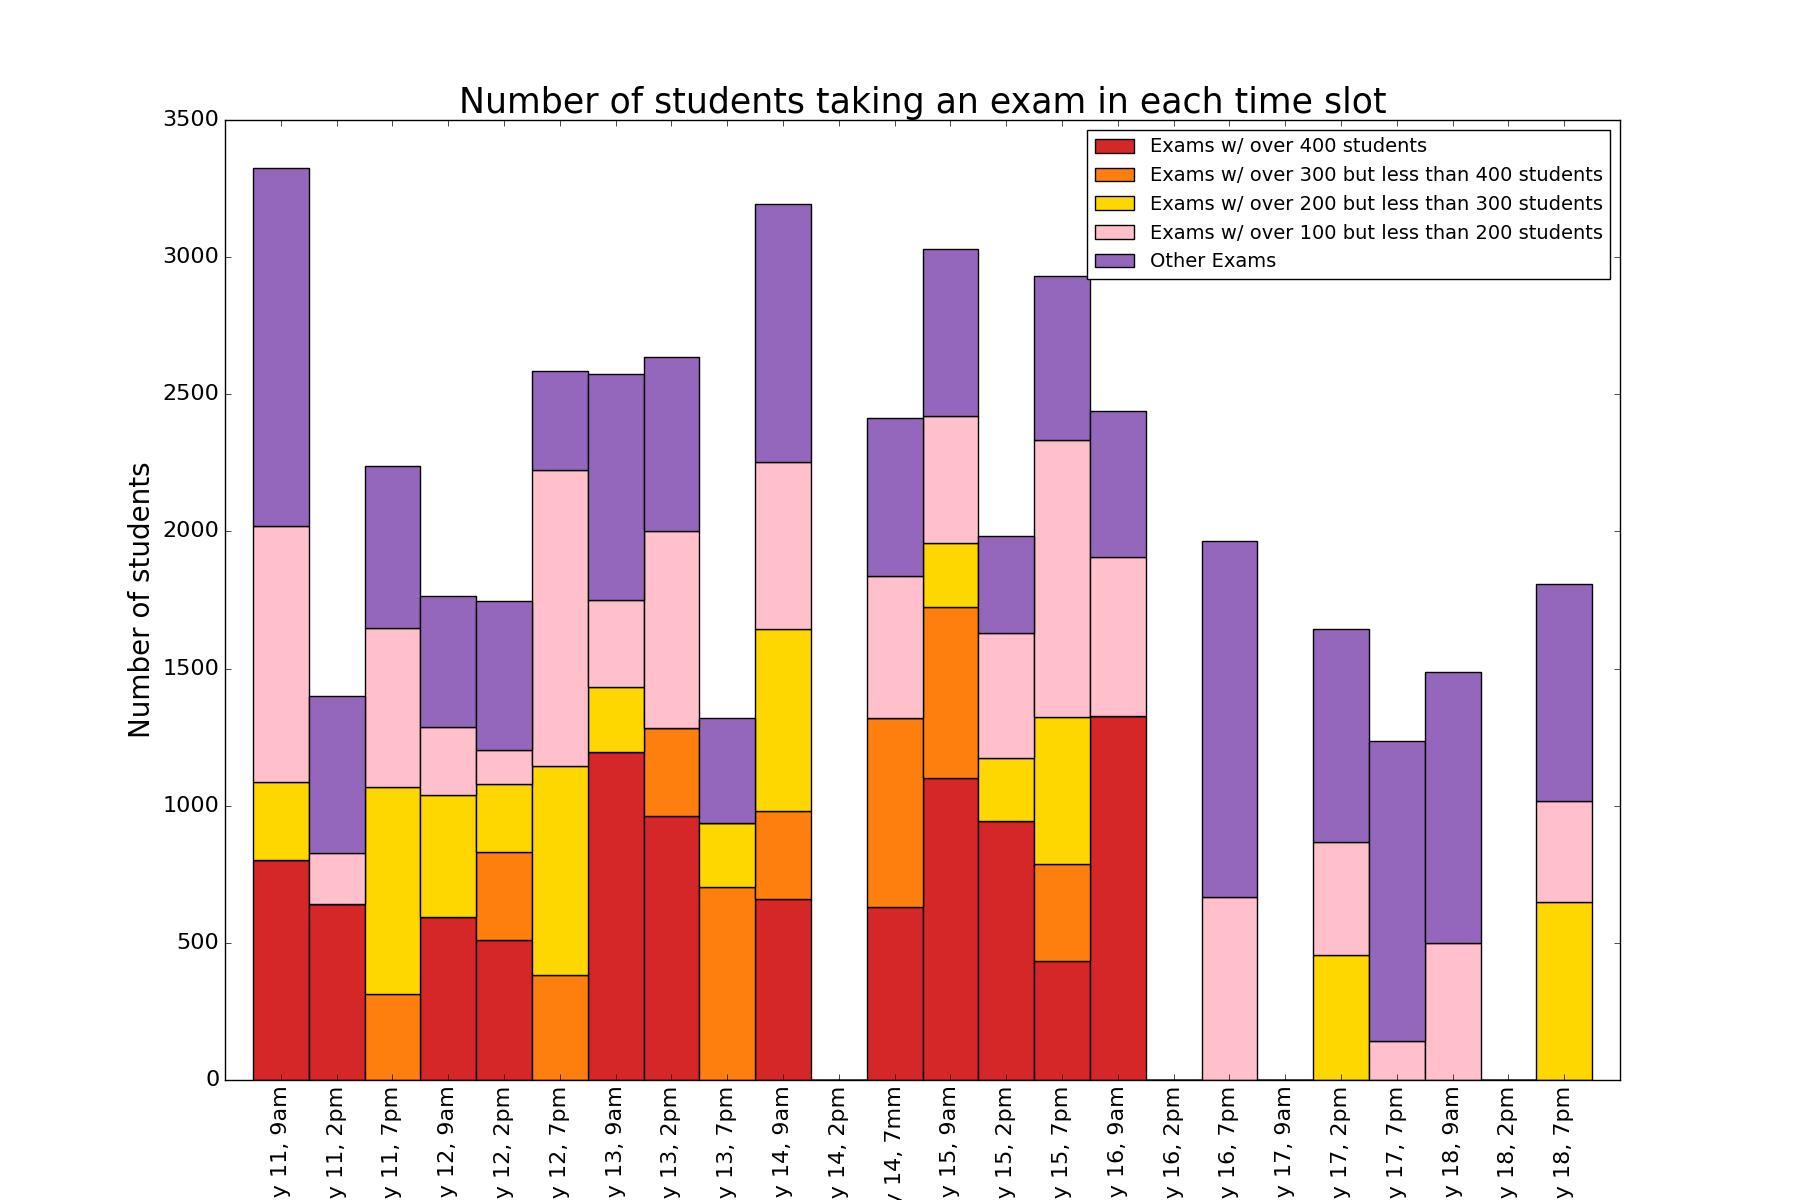 Number of students taking an exam in each time slot
Number of students
3500
3000
2500
2000
1500
1000
500
0
Exams w/ over 400 students
Exams w/ over 300 but less than 400 students
Exams w/ over 200 but less than 300 students
Exams w/ over 100 but less than 200 students
Other Exams
y 11, 9am
y 11, 2pm
y 11, 7pm
y 12, 9am
y 12, 2pm
y 12, 7pm
y 13, 9am
y 13, 2pm
y 13, 7pm
y 14, 9am
y 14, 2pm
y 14, 7mm
y 15, 9am
y 15, 2pm
y 15, 7pm
y 16, 9am
y 16, 2pm
y 16, 7pm
y 17, 9am
y 17, 2pm
y 17, 7pm
y 18, 9am
y 18, 2pm
y 18, 7pm